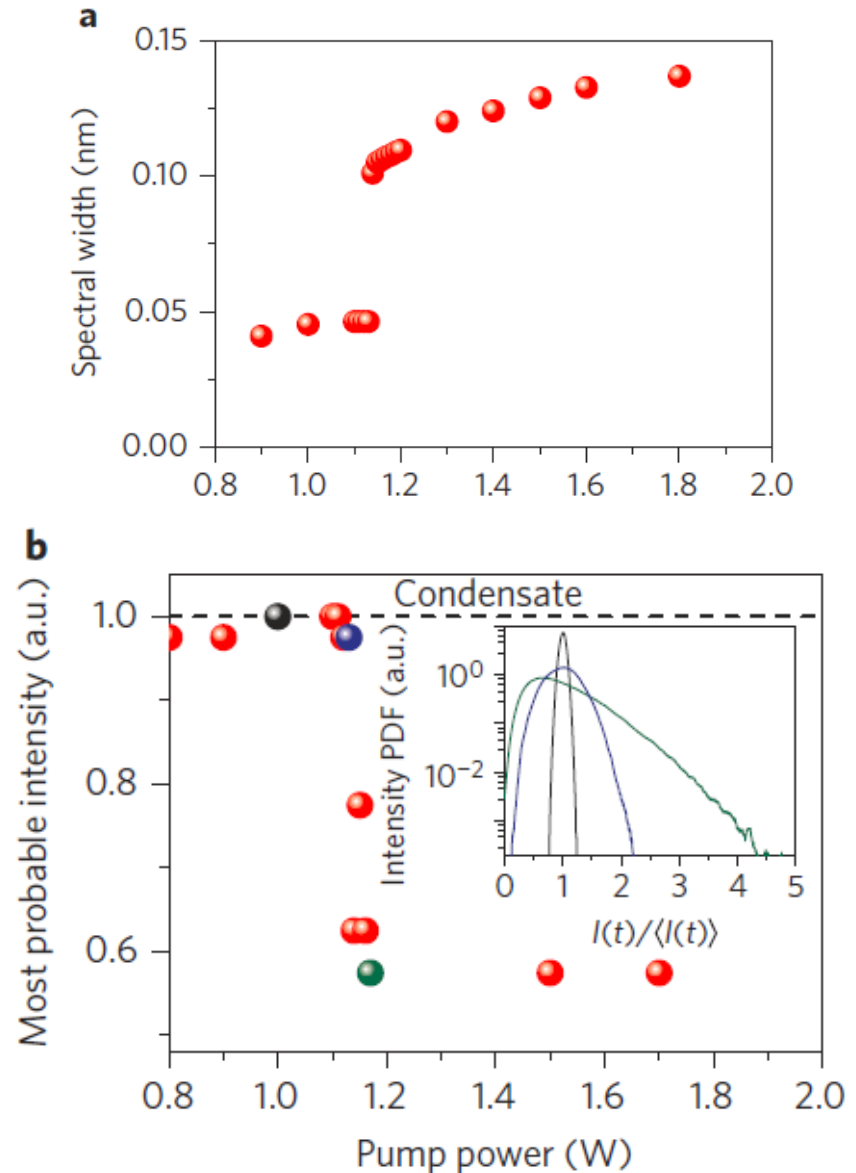 a
Spectral width (nm)
0.15
0.10
0.05
0.00
0.8 1.0 1.2 1.4 1.6 1.8 2.0
b
Most probable intensity (a.u.)
1.0
0.8
0.6
Condensate
Intensity PDF (a.u.)
10⁰
10⁻²
0 1 2 3 4 5
I(t)/⟨I(t)⟩
0.8 1.0 1.2 1.4 1.6 1.8 2.0
Pump power (W)